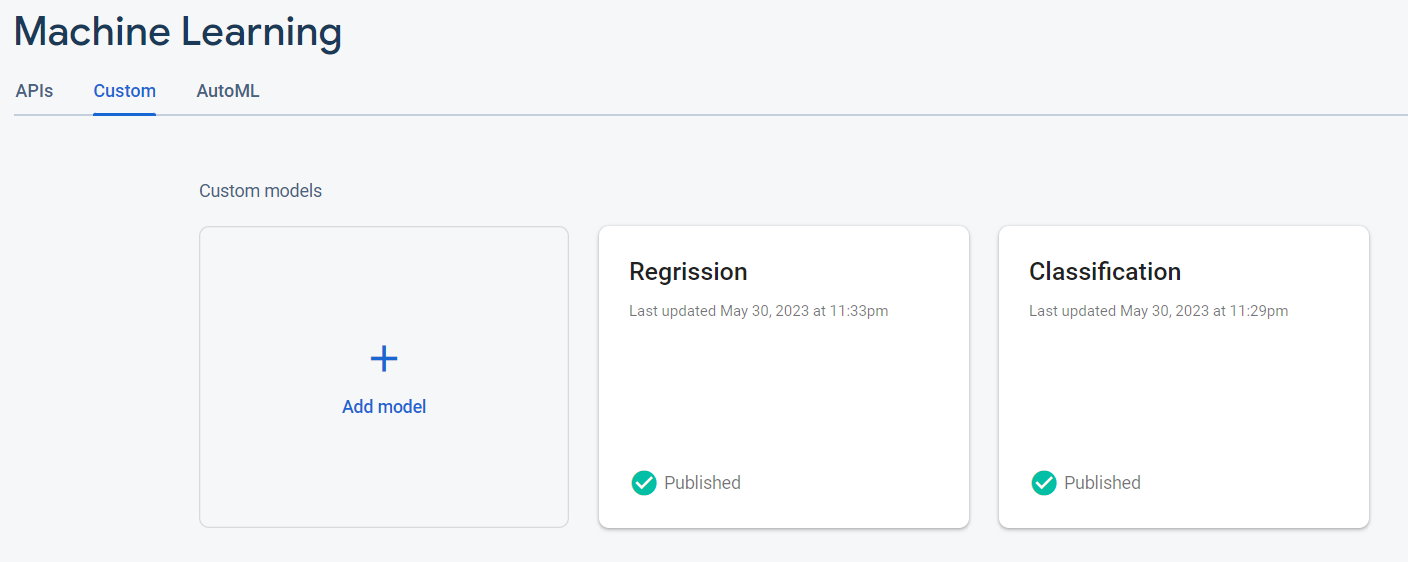 Machine Learning
APIs Custom AutoML
Custom models
Add model
Regrission
Last updated May 30, 2023 at 11:33pm
Published
Classification
Last updated May 30, 2023 at 11:29pm
Published